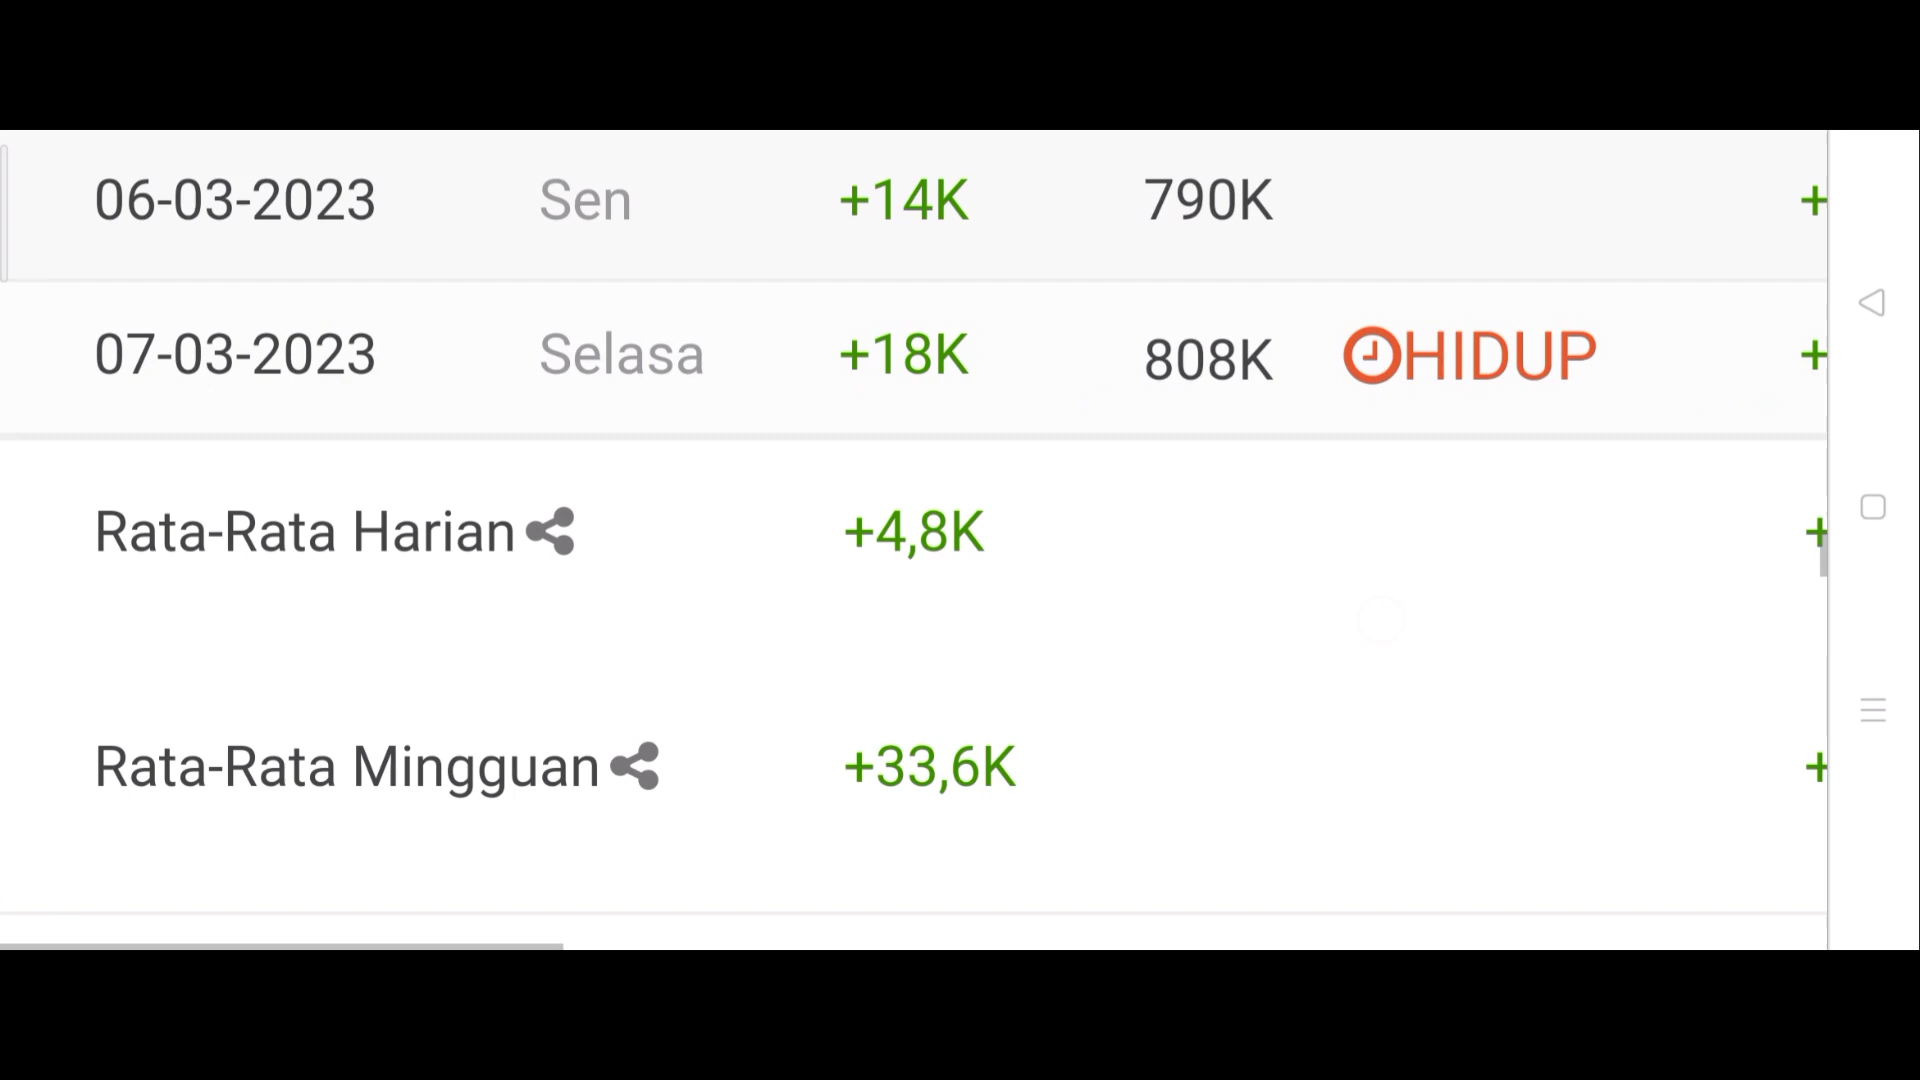 06-03-2023 Sen +14K 790K +
07-03-2023 Selasa +18K 808K HIDUP +
Rata-Rata Harian +4,8K +
Rata-Rata Mingguan +33,6K +